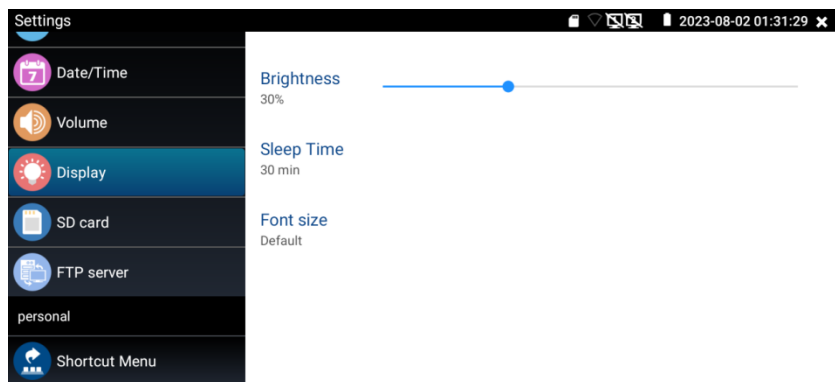 Settings
2023-08-02 01:31:29
7
Date/Time
Volume
Display
SD card
FTP server
personal
Shortcut Menu
Brightness
30%
Sleep Time
30 min
Font size
Default